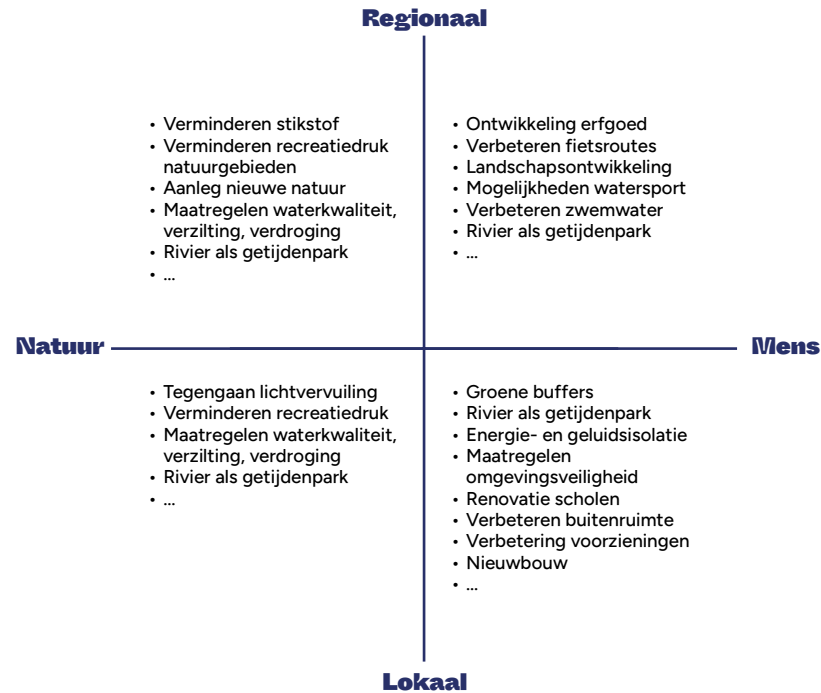 Regionaal
• Verminderen stikstof
• Verminderen recreatiedruk
natuurgebieden
• Aanleg nieuwe natuur
• Maatregelen waterkwaliteit,
verzilting, verdroging
• Rivier als getijdenpark
• ...
• Ontwikkeling erfgoed
• Verbeteren fietsroutes
• Landschapsontwikkeling
• Mogelijkheden watersport
• Verbeteren zwemwater
• Rivier als getijdenpark
• ...
Natuur
Mens
• Tegengaan lichtvervuiling
• Verminderen recreatiedruk
• Maatregelen waterkwaliteit,
verzilting, verdroging
• Rivier als getijdenpark
• ...
• Groene buffers
• Rivier als getijdenpark
• Energie- en geluidsisolatie
• Maatregelen
omgevingsveiligheid
• Renovatie scholen
• Verbeteren buitenruimte
• Verbetering voorzieningen
• Nieuwbouw
• ...
Lokaal